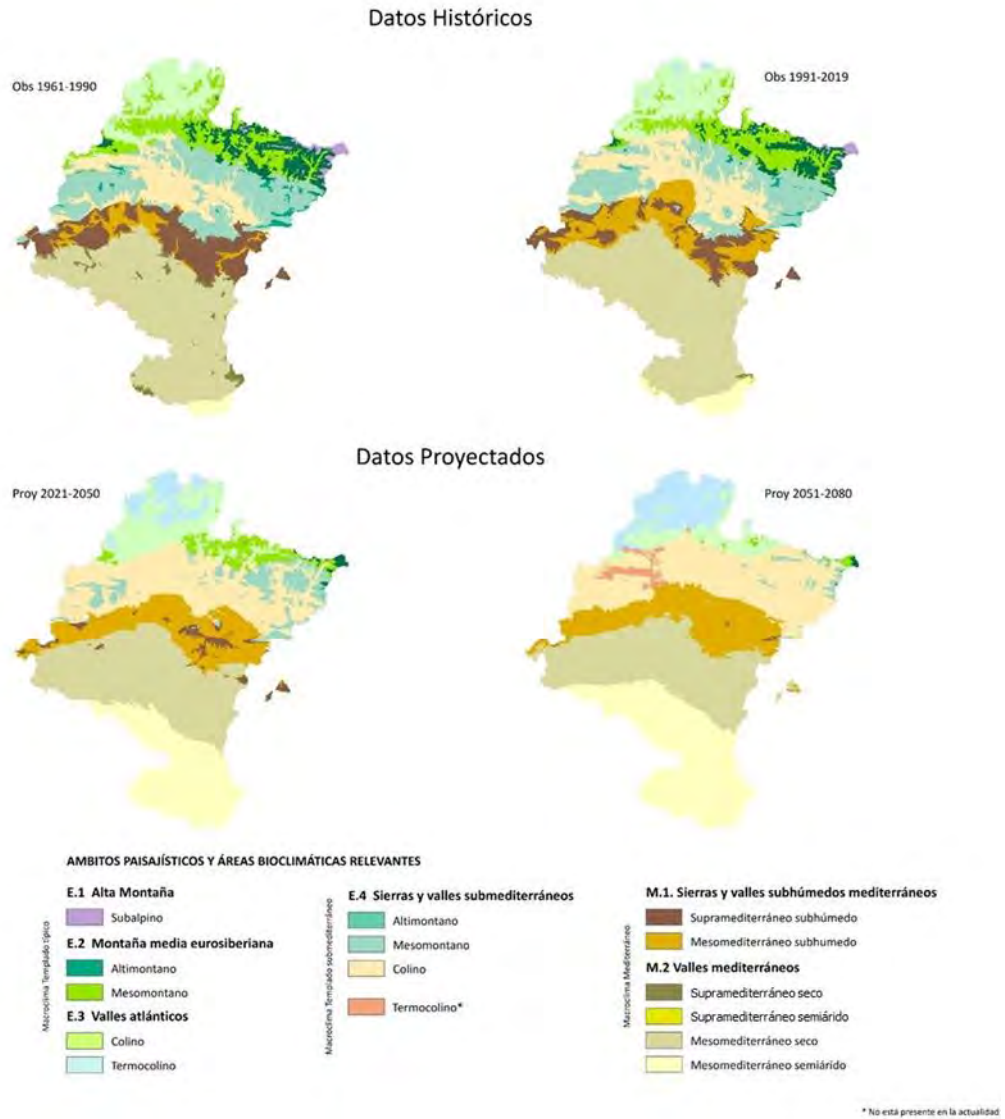 Datos Históricos
Obs 1961-1990
Obs 1991-2019
Datos Proyectados
Proy 2021-2050
Proy 2051-2080
AMBITOS PAISAJÍSTICOS Y ÁREAS BIOCLIMÁTICAS RELEVANTES
Macroclima Templado típico
E.1 Alta Montaña
Subalpino
E.2 Montaña media eurosiberiana
Altimontano
Mesomontano
E.3 Valles atlánticos
Colino
Termocolino
Macroclima Templado submediterráneo
E.4 Sierras y valles submediterráneos
Altimontano
Mesomontano
Colino
Termocolino*
Macroclima Mediterráneo
M.1. Sierras y valles subhúmedos mediterráneos
Supramediterráneo subhúmedo
Mesomediterráneo subhumedo
M.2 Valles mediterráneos
Supramediterráneo seco
Supramediterráneo semiárido
Mesomediterráneo seco
Mesomediterráneo semiárido
* No está presente en la actualidad